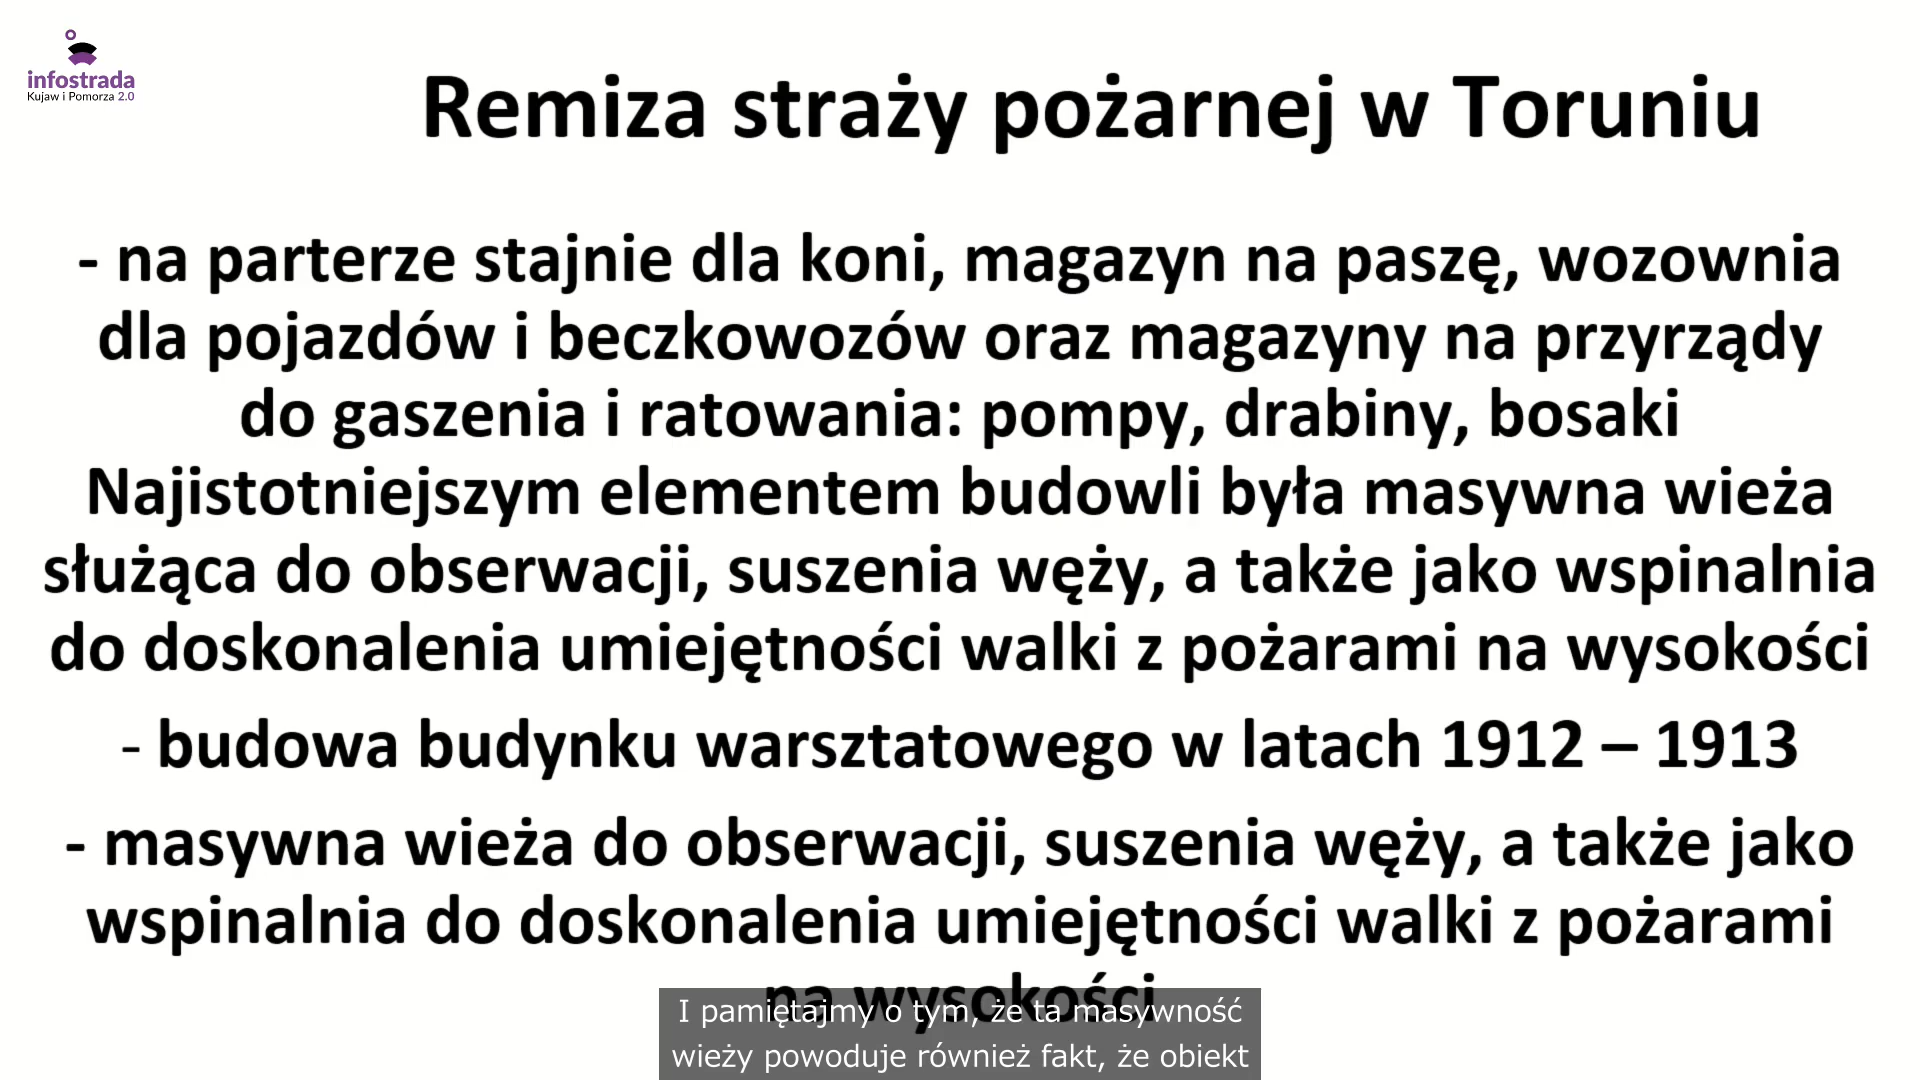 infostrada
Kujaw i Pomorza 2.0
Remiza straży pożarnej w Toruniu
- na parterze stajnie dla koni, magazyn na paszę, wozownia
dla pojazdów i beczkowozów oraz magazyny na przyrządy
do gaszenia i ratowania: pompy, drabiny, bosaki
Najistotniejszym elementem budowli była masywna wieża
służąca do obserwacji, suszenia węży, a także jako wspinalnia
do doskonalenia umiejętności walki z pożarami na wysokości
- budowa budynku warsztatowego w latach 1912 – 1913
- masywna wieża do obserwacji, suszenia węży, a także jako
wspinalnia do doskonalenia umiejętności walki z pożarami
na wysokości
I pamiętajmy o tym, że ta masywność
wieży powoduje również fakt, że obiekt